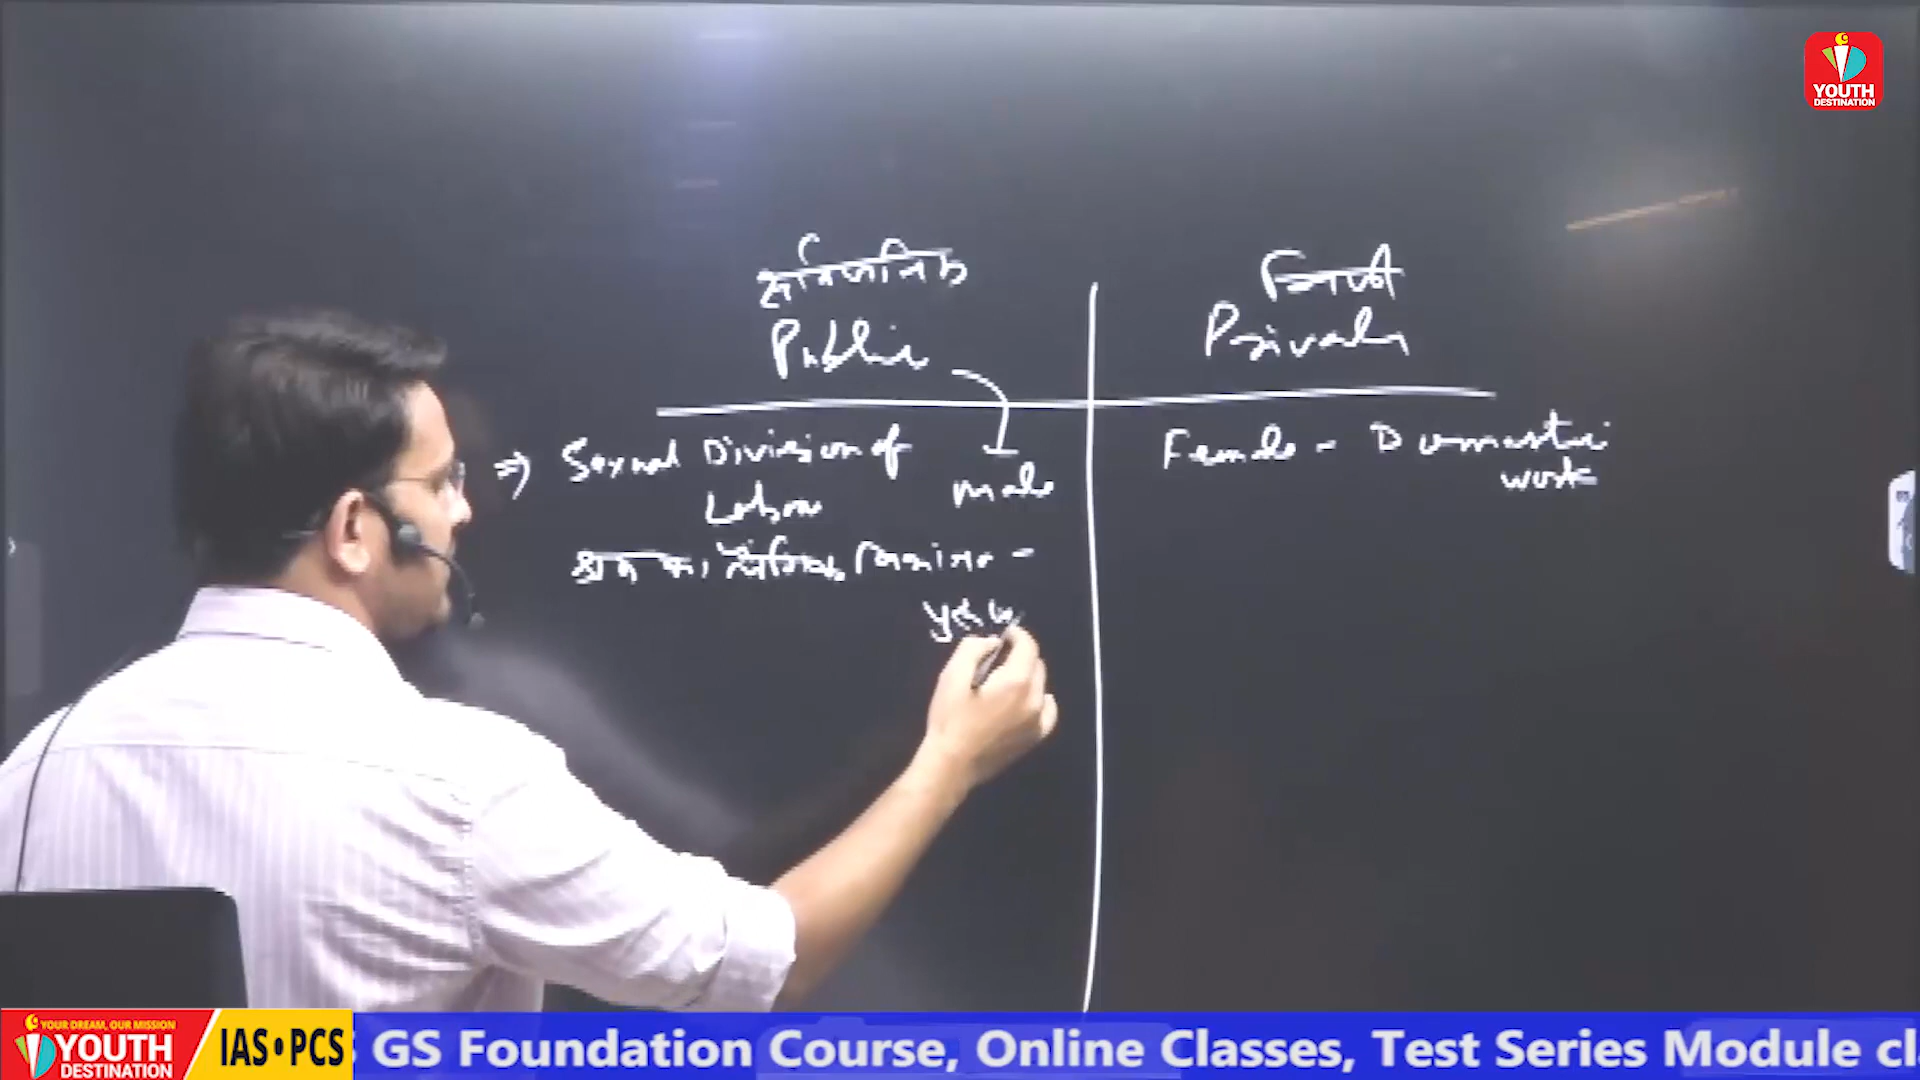 YOUTH
DESTINATION
सार्वजनिक
Public
निजी
Private
⇒ Sexual Division of
Labour
male
Female - Domestic
work
श्रम का लैंगिक विभाजन -
पुरुष
YOUR DREAM, OUR MISSION
YOUTH
DESTINATION
IAS•PCS
GS Foundation Course, Online Classes, Test Series Module cl